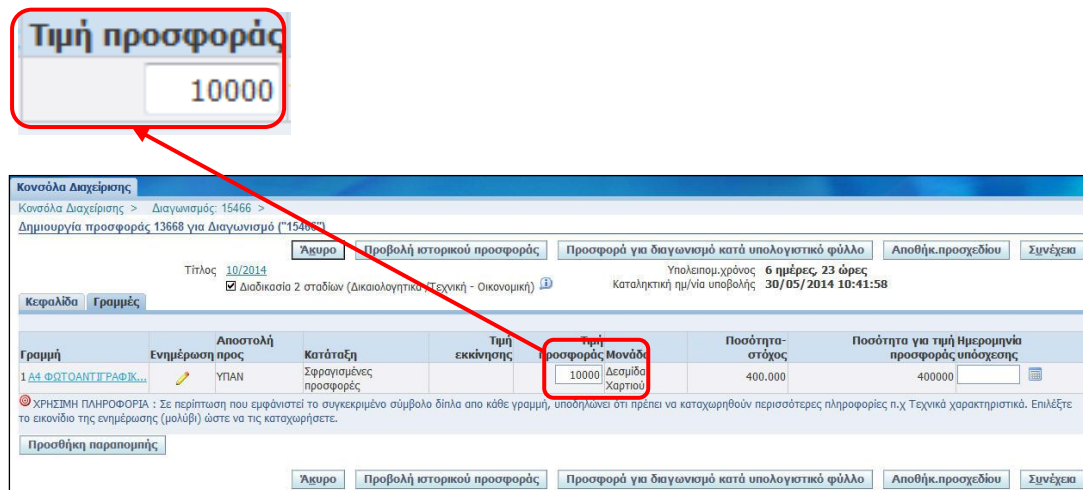 Τιμή προσφοράς
10000
Κονσόλα Διαχείρισης
Κονσόλα Διαχείρισης > Διαγωνισμός: 15466 >
Δημιουργία προσφοράς 13668 για Διαγωνισμό ("15466")
Άκυρο Προβολή ιστορικού προσφοράς Προσφορά για διαγωνισμό κατά υπολογιστικό φύλλο Αποθήκ.προσχεδίου Συνέχεια
Τίτλος 10/2014 Υπολειπομ.χρόνος 6 ημέρες, 23 ώρες
Διαδικασία 2 σταδίων (Δικαιολογητικά /Τεχνική - Οικονομική) Καταληκτική ημ/νία υποβολής 30/05/2014 10:41:58
Κεφαλίδα Γραμμές
Αποστολή Τιμή Τιμή Ποσότητα- Ποσότητα για τιμή Ημερομηνία
Γραμμή Ενημέρωση προς Κατάταξη εκκίνησης προσφοράς Μονάδα στόχος προσφοράς υπόσχεσης
1 Α4 ΦΩΤΟΑΝΤΙΓΡΑΦΙΚ... ΥΠΑΝ Σφραγισμένες 10000 Δεσμίδα 400.000 400000
προσφορές Χαρτιού
ΧΡΗΣΙΜΗ ΠΛΗΡΟΦΟΡΙΑ : Σε περίπτωση που εμφάνιστεί το συγκεκριμένο σύμβολο δίπλα απο κάθε γραμμή, υποδηλώνει ότι πρέπει να καταχωρηθούν περισσότερες πληροφορίες π.χ Τεχνικά χαρακτηριστικά. Επιλέξτε
το εικονίδιο της ενημέρωσης (μολύβι) ώστε να τις καταχωρήσετε.
Προσθήκη παραπομπής
Άκυρο Προβολή ιστορικού προσφοράς Προσφορά για διαγωνισμό κατά υπολογιστικό φύλλο Αποθήκ.προσχεδίου Συνέχεια